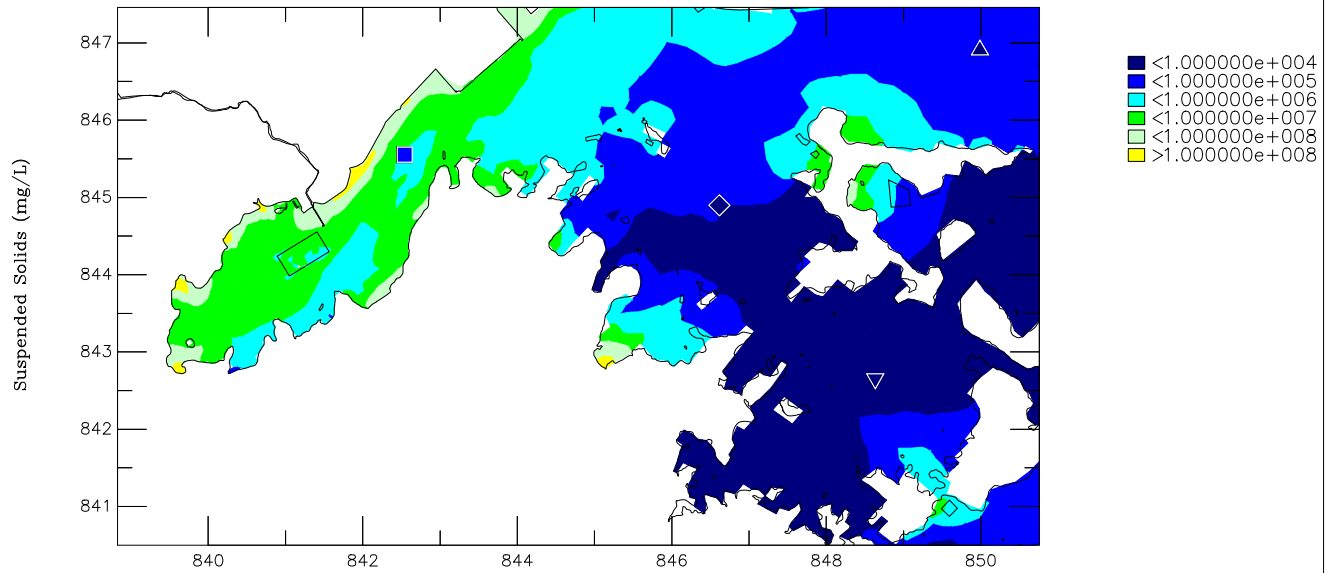 Suspended Solids (mg/L)
847
846
845
844
843
842
841
840
842
844
846
848
850
<1.000000e+004
<1.000000e+005
<1.000000e+006
<1.000000e+007
<1.000000e+008
>1.000000e+008